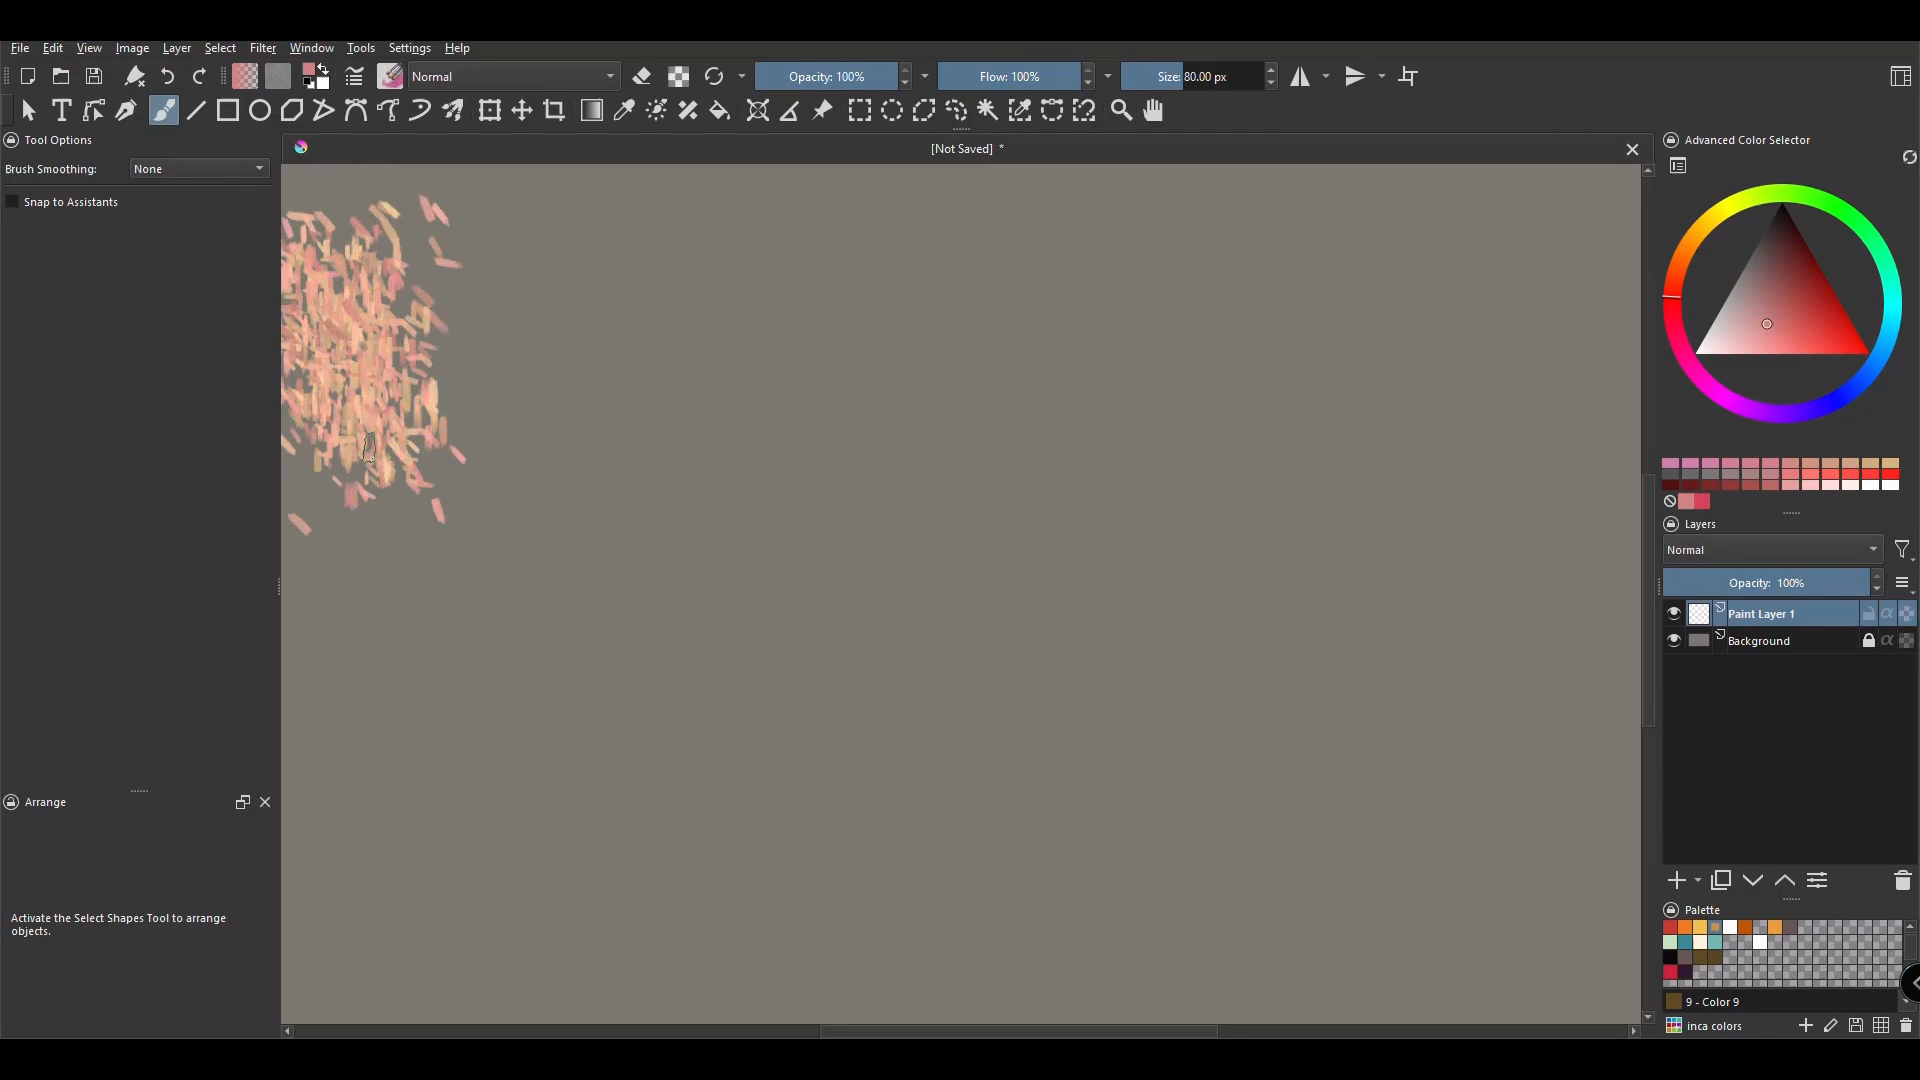 File Edit View Image Layer Select Filter Window Tools Settings Help
Normal Opacity: 100% Flow: 100% Size: 80.00 px
Tool Options
[Not Saved] *
Advanced Color Selector
Brush Smoothing: None
Snap to Assistants
Layers
Normal
Opacity: 100%
Paint Layer 1
Background
Arrange
Activate the Select Shapes Tool to arrange
objects.
Palette
9 - Color 9
inca colors